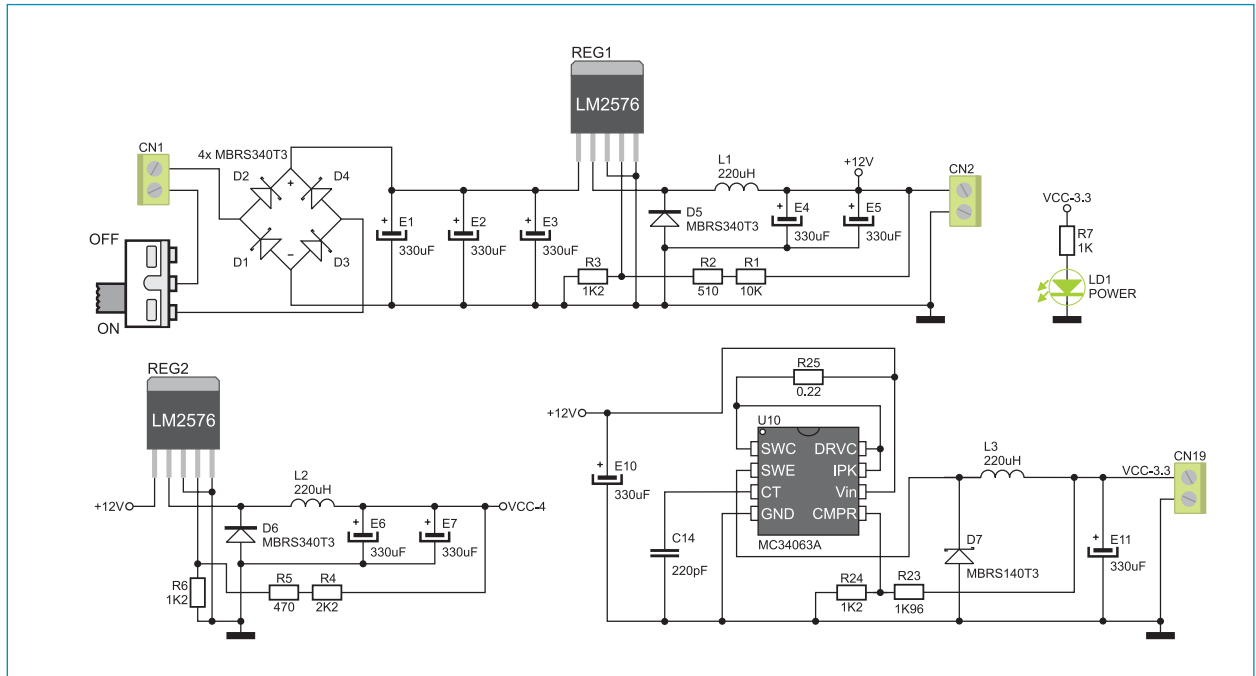 REG1
LM2576
CN1
4x MBRS340T3
D2
D4
+
−
D1
D3
OFF
ON
+
E1
330uF
+
E2
330uF
+
E3
330uF
L1
220uH
+12V
CN2
D5
MBRS340T3
+
E4
330uF
+
E5
330uF
R3
1K2
R2
510
R1
10K
VCC-3.3
R7
1K
LD1
POWER
REG2
LM2576
+12V
L2
220uH
VCC-4
D6
MBRS340T3
+
E6
330uF
+
E7
330uF
R6
1K2
R5
470
R4
2K2
+12V
R25
0.22
U10
SWC DRVC
SWE IPK
CT Vin
GND CMPR
MC34063A
+
E10
330uF
C14
220pF
L3
220uH
VCC-3.3
CN19
D7
MBRS140T3
+
E11
330uF
R24
1K2
R23
1K96